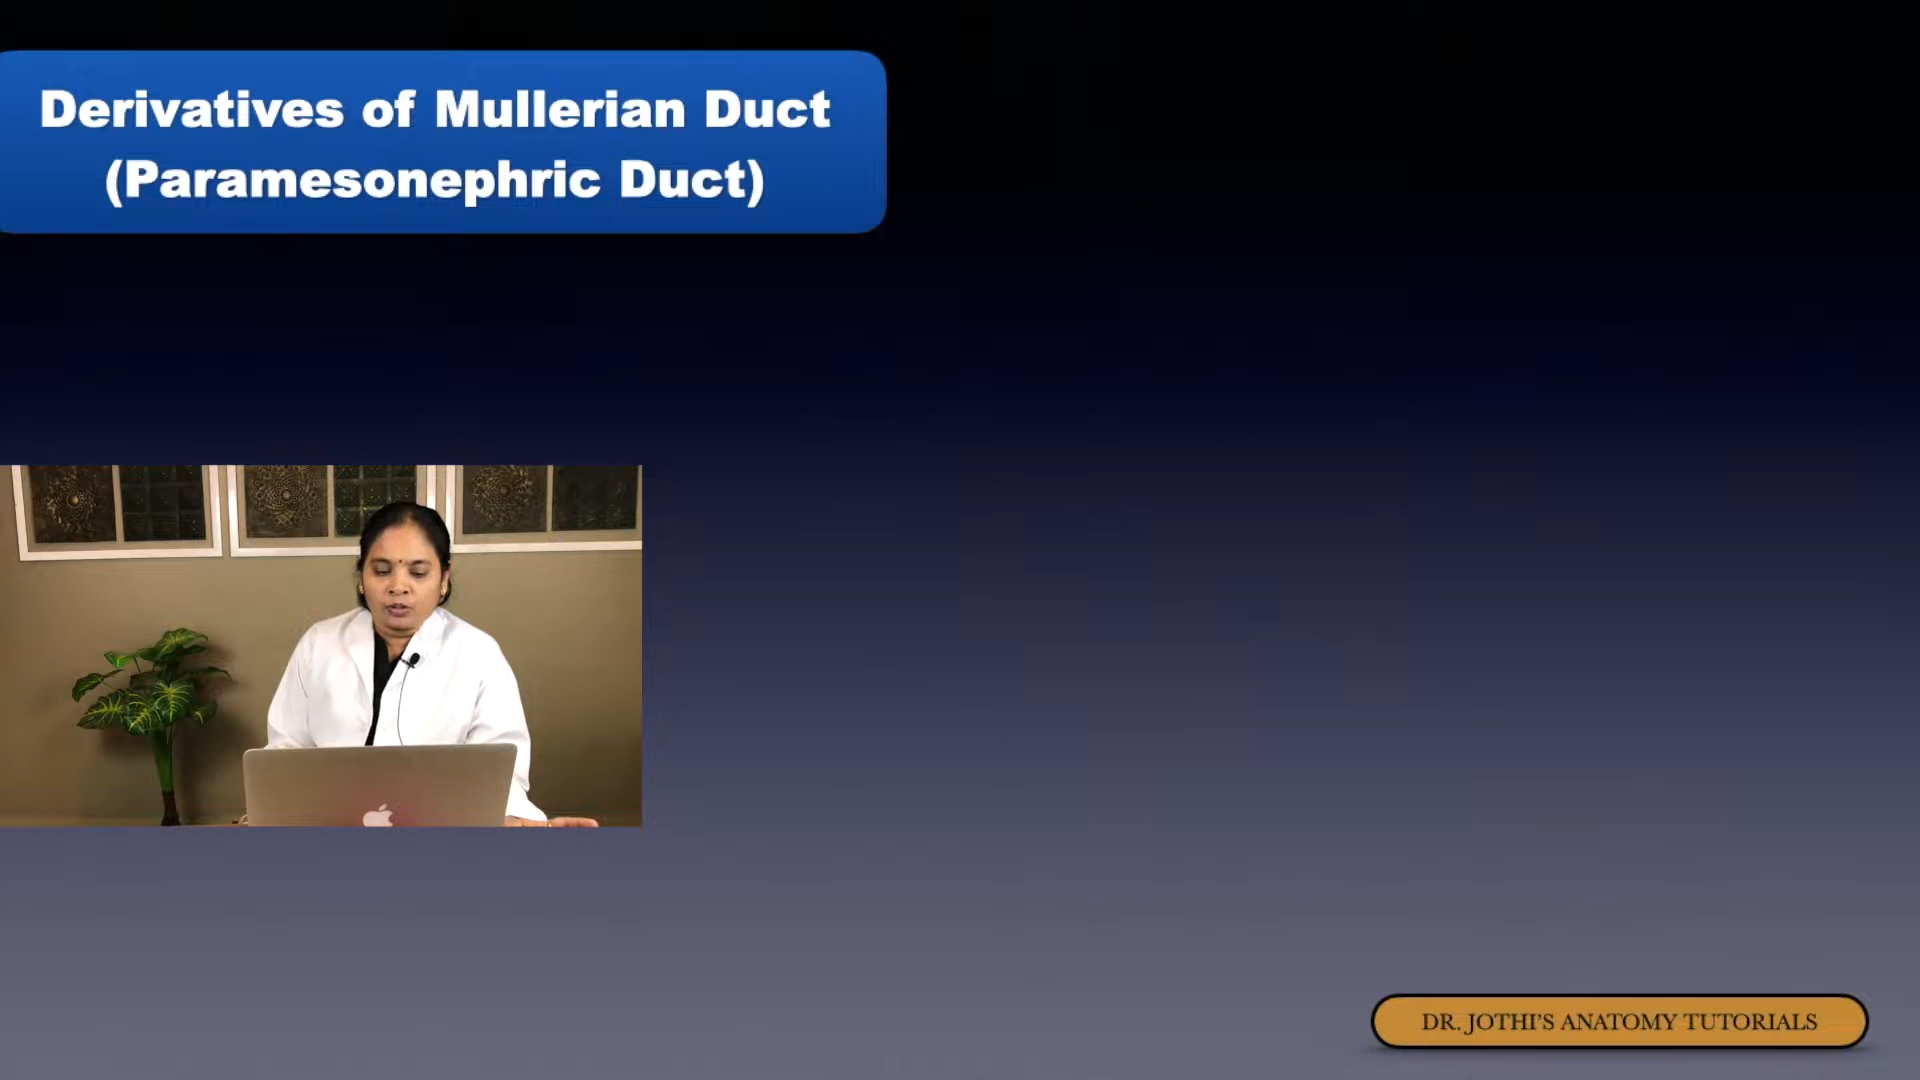 Derivatives of Mullerian Duct
(Paramesonephric Duct)
DR. JOTHI'S ANATOMY TUTORIALS